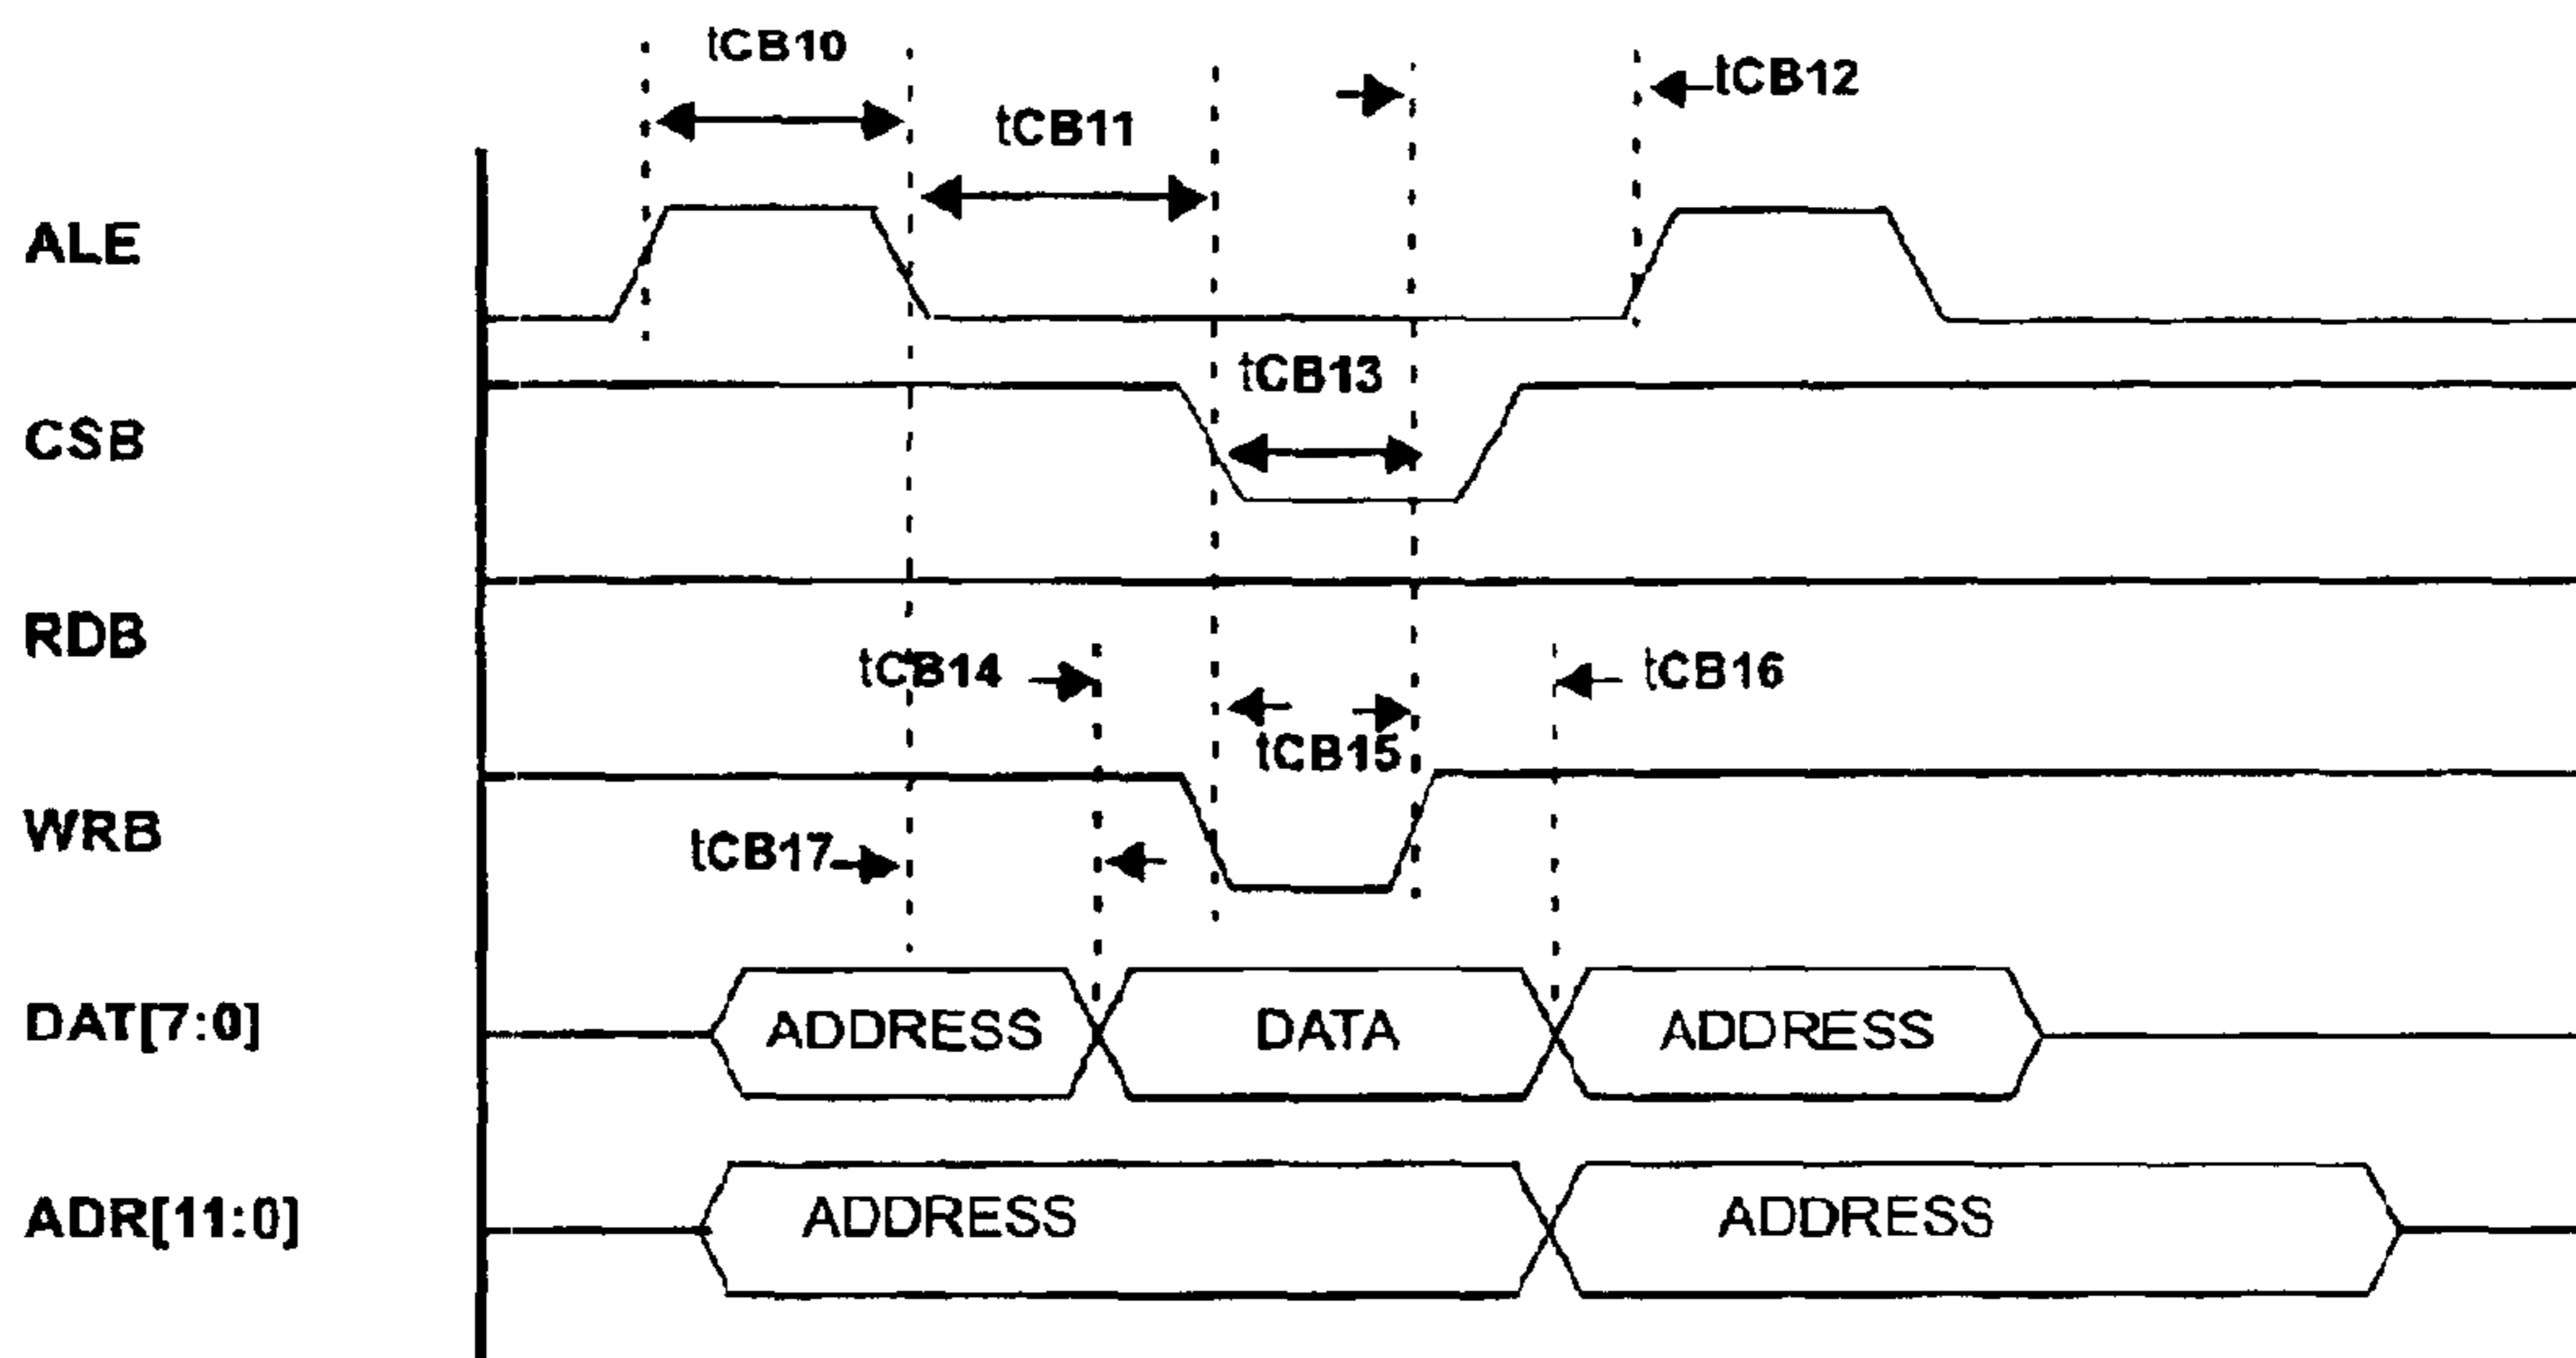 tCB10
tCB12
tCB11
ALE
tCB13
CSB
RDB
tCB14
tCB16
tCB15
WRB
tCB17
DAT[7:0]
ADDRESS
DATA
ADDRESS
ADR[11:0]
ADDRESS
ADDRESS